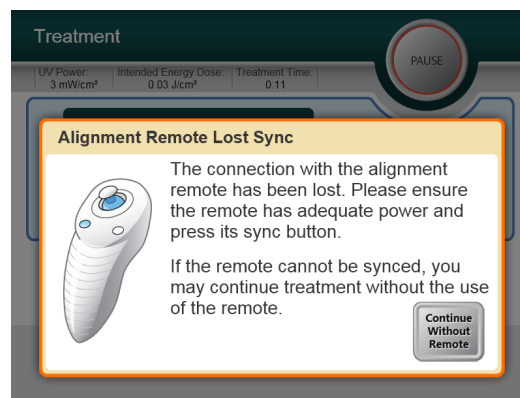 Treatment
PAUSE
UV Power: Intended Energy Dose: Treatment Time:
3 mW/cm² 0.03 J/cm² 0:11
Alignment Remote Lost Sync
The connection with the alignment
remote has been lost. Please ensure
the remote has adequate power and
press its sync button.
If the remote cannot be synced, you
may continue treatment without the use
of the remote.
Continue
Without
Remote